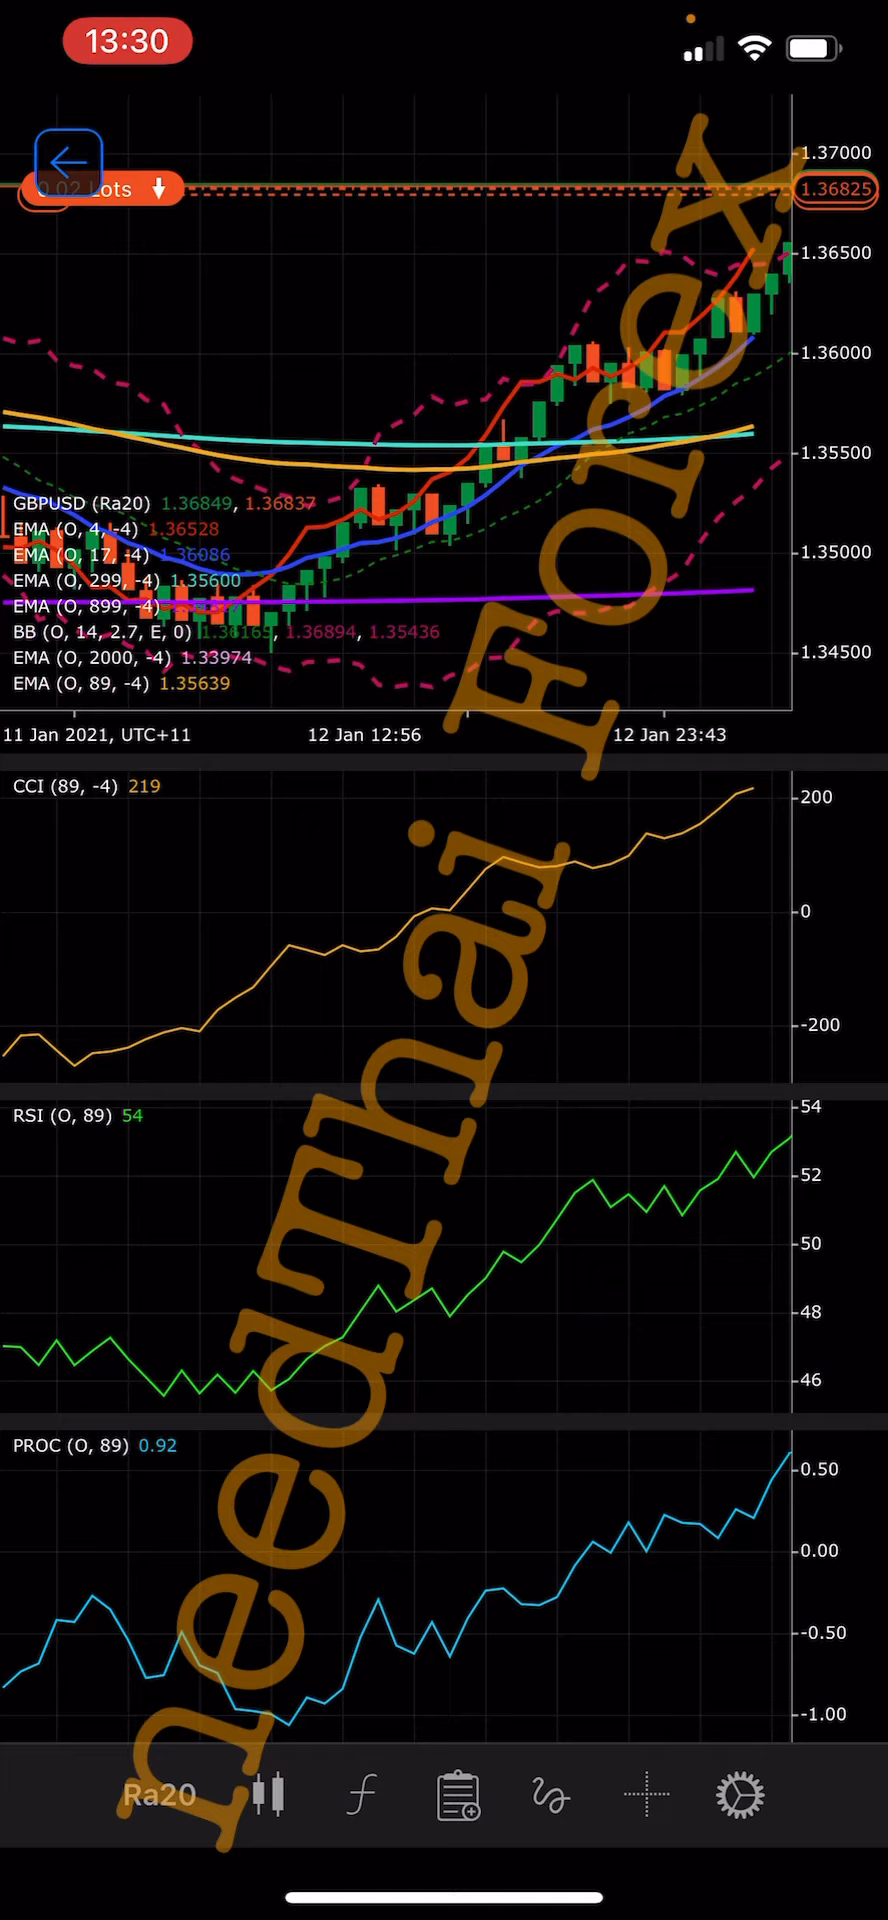 13:30
1.37000
0.02 Lots
1.36825
1.36500
1.36000
1.35500
GBPUSD (Ra20) 1.36849, 1.36837
EMA (O, 4, -4) 1.36528
EMA (O, 17, -4) 1.36086
1.35000
EMA (O, 299, -4) 1.35600
EMA (O, 899, -4)
BB (O, 14, 2.7, E, 0) 1.36165, 1.36894, 1.35436
1.34500
EMA (O, 2000, -4) 1.33974
EMA (O, 89, -4) 1.35639
11 Jan 2021, UTC+11 12 Jan 12:56 12 Jan 23:43
CCI (89, -4) 219
200
0
-200
RSI (O, 89) 54
54
52
50
48
46
PROC (O, 89) 0.92
0.50
0.00
-0.50
-1.00
Ra20
needThai Forex